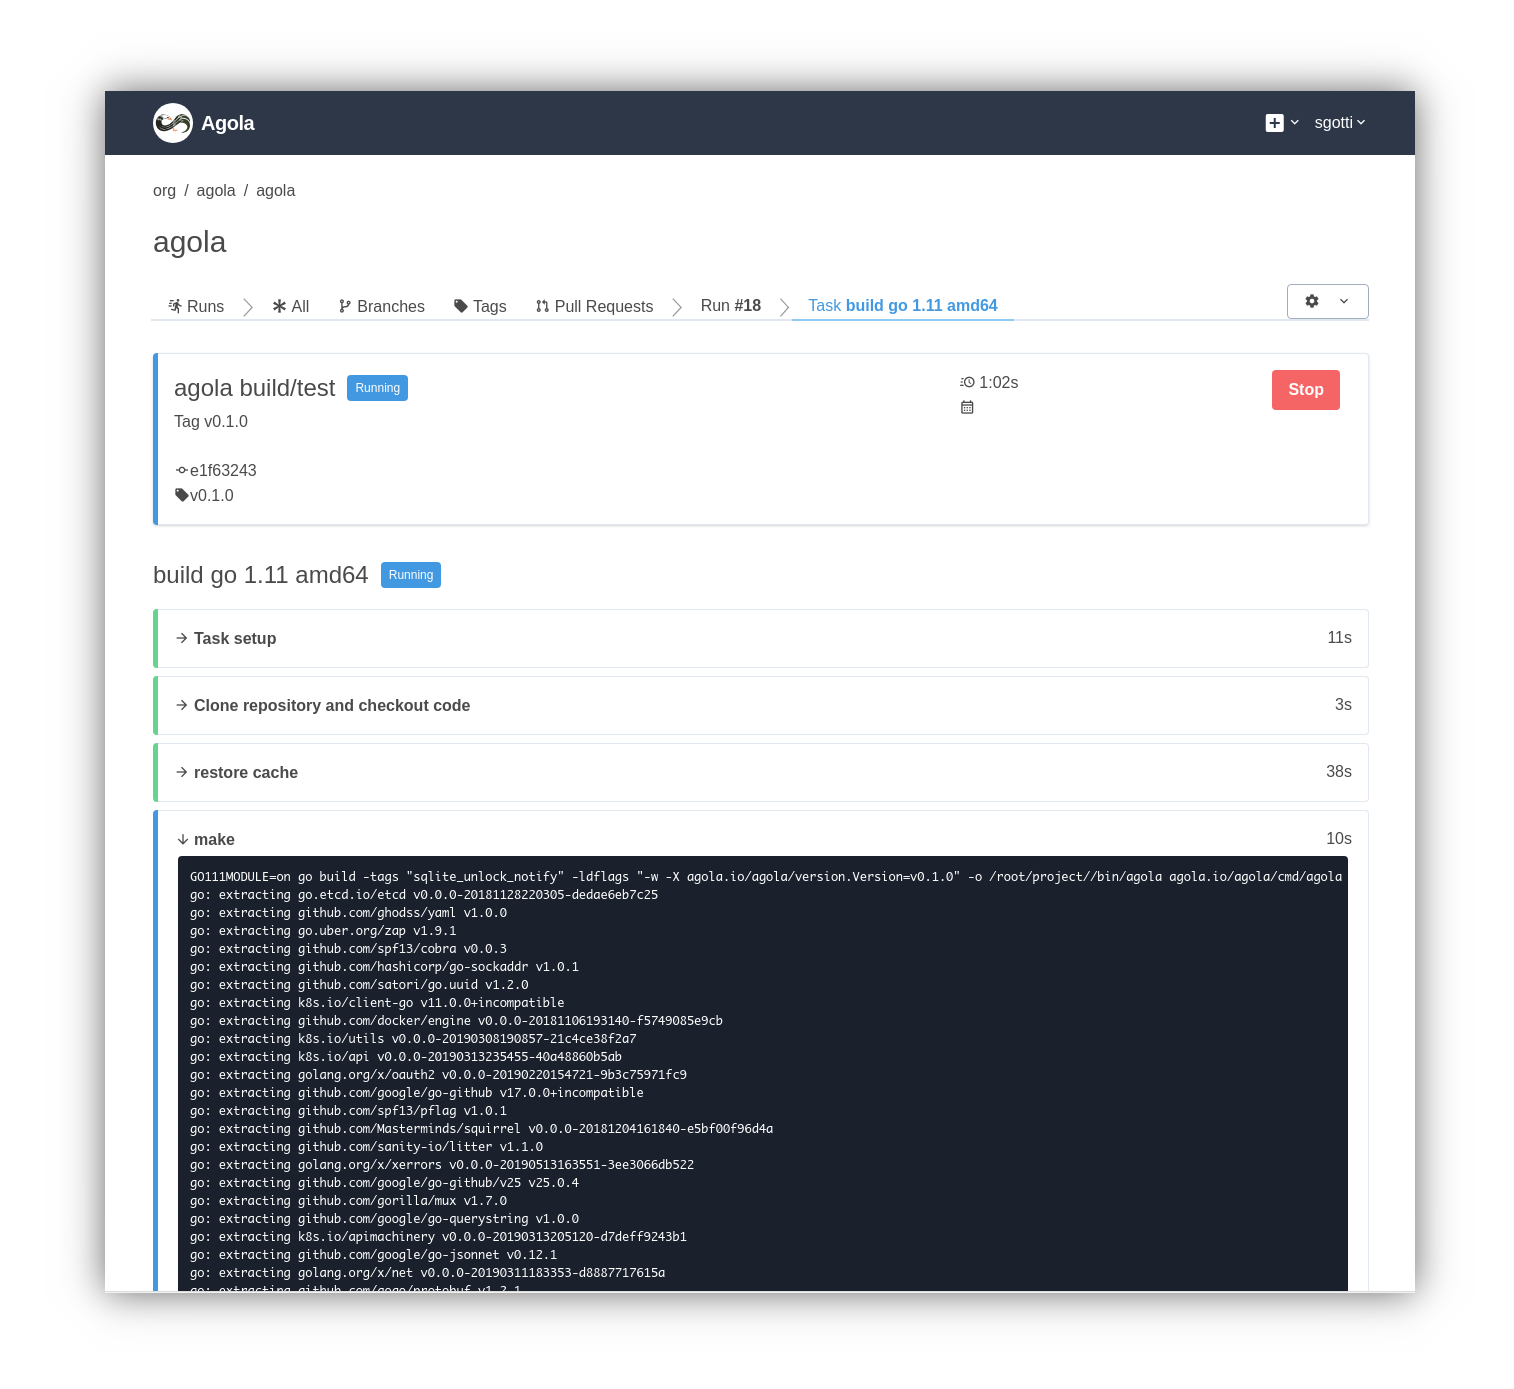 Agola
sgotti
org / agola / agola
agola
Runs All Branches Tags Pull Requests Run #18 Task build go 1.11 amd64
agola build/test Running 1:02s Stop
Tag v0.1.0
e1f63243
v0.1.0
build go 1.11 amd64 Running
Task setup 11s
Clone repository and checkout code 3s
restore cache 38s
make 10s
GO111MODULE=on go build -tags "sqlite_unlock_notify" -ldflags "-w -X agola.io/agola/version.Version=v0.1.0" -o /root/project//bin/agola agola.io/agola/cmd/agola
go: extracting go.etcd.io/etcd v0.0.0-20181128220305-dedae6eb7c25
go: extracting github.com/ghodss/yaml v1.0.0
go: extracting go.uber.org/zap v1.9.1
go: extracting github.com/spf13/cobra v0.0.3
go: extracting github.com/hashicorp/go-sockaddr v1.0.1
go: extracting github.com/satori/go.uuid v1.2.0
go: extracting k8s.io/client-go v11.0.0+incompatible
go: extracting github.com/docker/engine v0.0.0-20181106193140-f5749085e9cb
go: extracting k8s.io/utils v0.0.0-20190308190857-21c4ce38f2a7
go: extracting k8s.io/api v0.0.0-20190313235455-40a48860b5ab
go: extracting golang.org/x/oauth2 v0.0.0-20190220154721-9b3c75971fc9
go: extracting github.com/google/go-github v17.0.0+incompatible
go: extracting github.com/spf13/pflag v1.0.1
go: extracting github.com/Masterminds/squirrel v0.0.0-20181204161840-e5bf00f96d4a
go: extracting github.com/sanity-io/litter v1.1.0
go: extracting golang.org/x/xerrors v0.0.0-20190513163551-3ee3066db522
go: extracting github.com/google/go-github/v25 v25.0.4
go: extracting github.com/gorilla/mux v1.7.0
go: extracting github.com/google/go-querystring v1.0.0
go: extracting k8s.io/apimachinery v0.0.0-20190313205120-d7deff9243b1
go: extracting github.com/google/go-jsonnet v0.12.1
go: extracting golang.org/x/net v0.0.0-20190311183353-d8887717615a
go: extracting github.com/gogo/protobuf v1.2.1